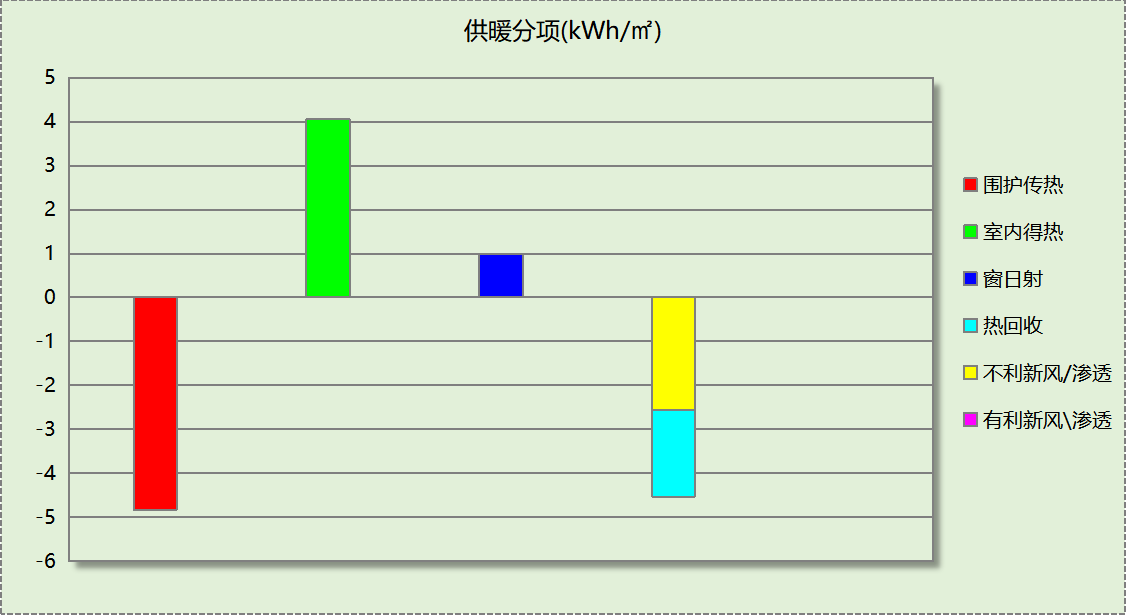 供暖分项(kWh/㎡)
5
4
3
2
1
0
-1
-2
-3
-4
-5
-6
围护传热
室内得热
窗日射
热回收
不利新风/渗透
有利新风\渗透